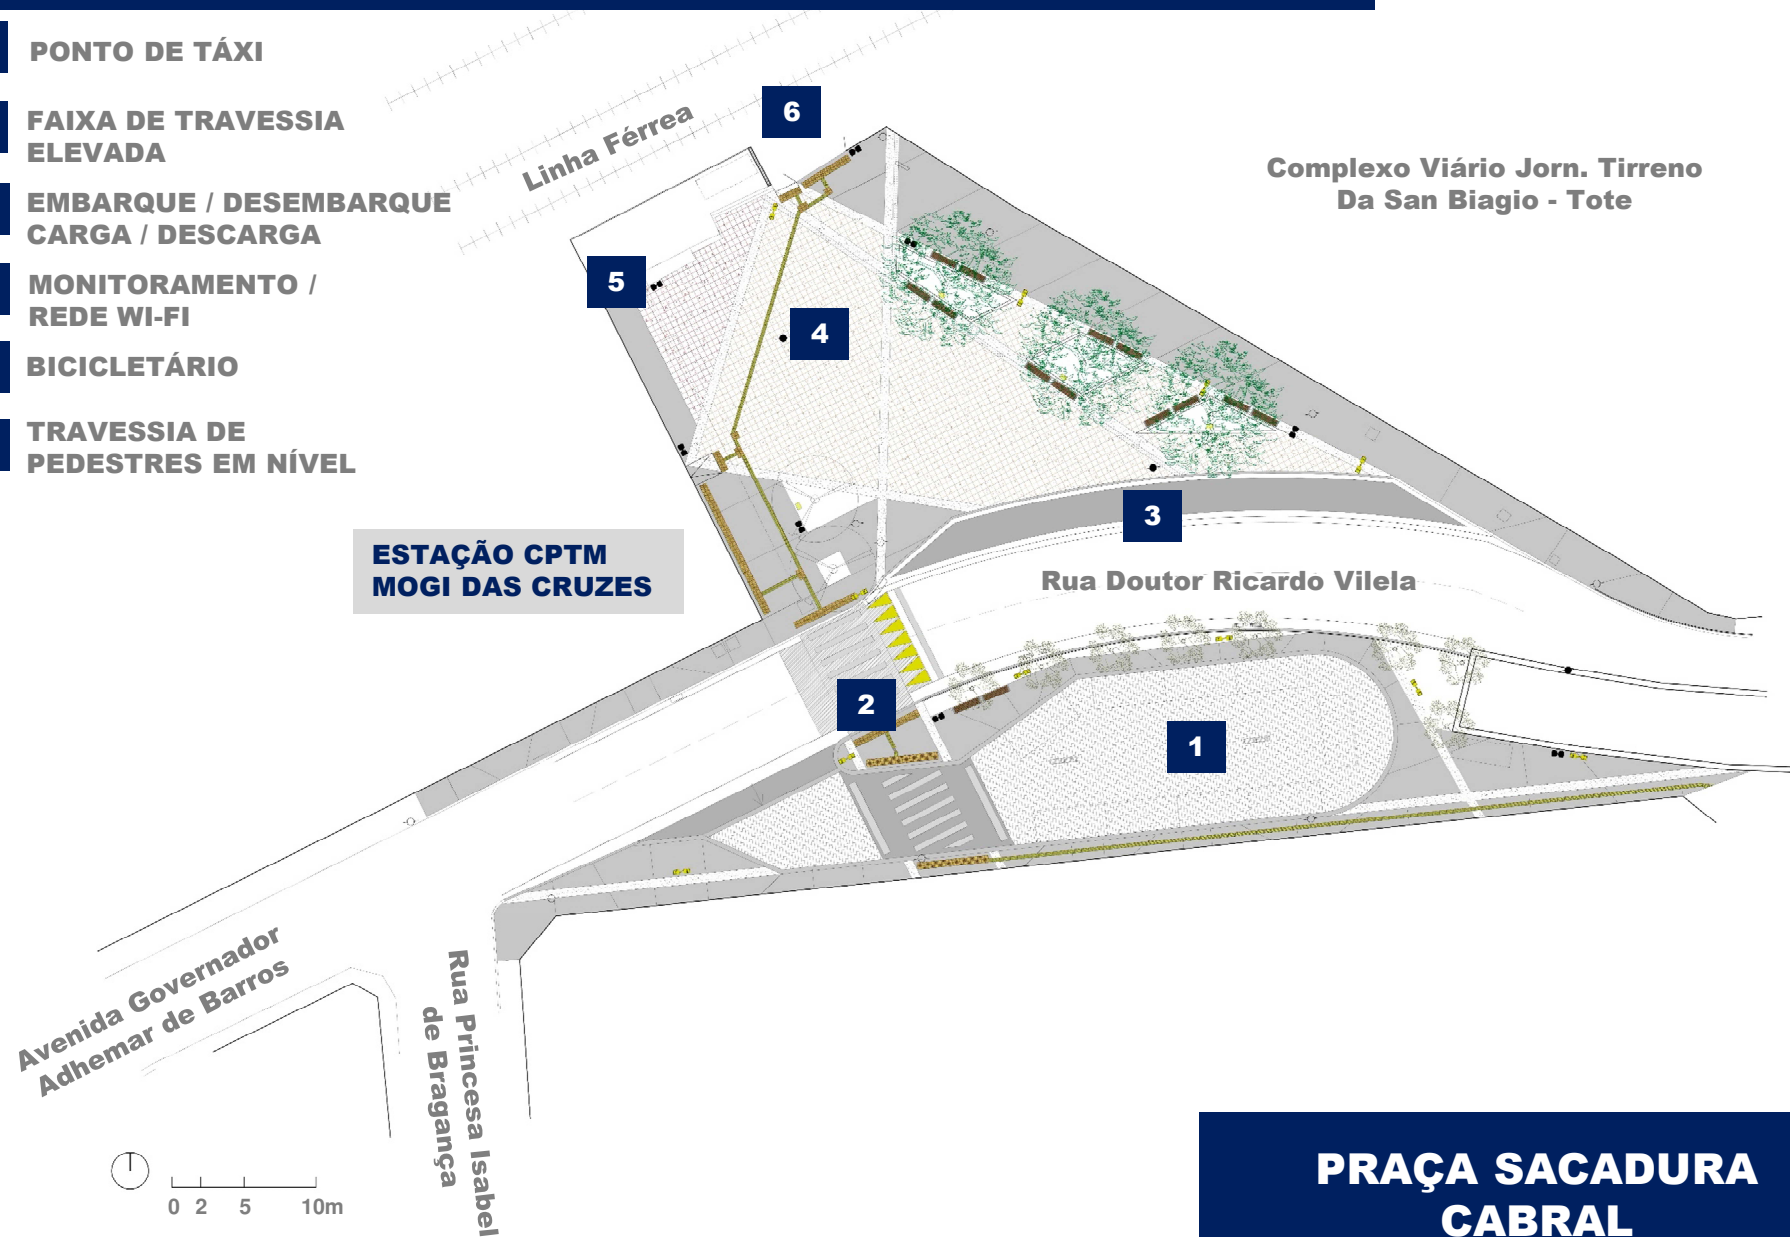 PONTO DE TÁXI
FAIXA DE TRAVESSIA
ELEVADA
EMBARQUE / DESEMBARQUE
CARGA / DESCARGA
MONITORAMENTO /
REDE WI-FI
BICICLETÁRIO
TRAVESSIA DE
PEDESTRES EM NÍVEL
Linha Férrea
6
Complexo Viário Jorn. Tirreno
Da San Biagio - Tote
5
4
3
ESTAÇÃO CPTM
MOGI DAS CRUZES
Rua Doutor Ricardo Vilela
2
1
Avenida Governador
Adhemar de Barros
Rua Princesa Isabel
de Bragança
0 2 5 10m
PRAÇA SACADURA
CABRAL